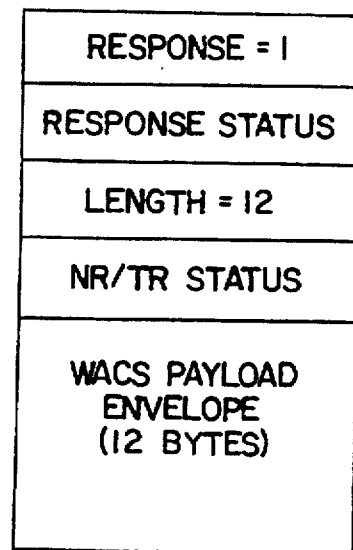 RESPONSE = 1
RESPONSE STATUS
LENGTH = 12
NR/TR STATUS
WACS PAYLOAD
ENVELOPE
(12 BYTES)